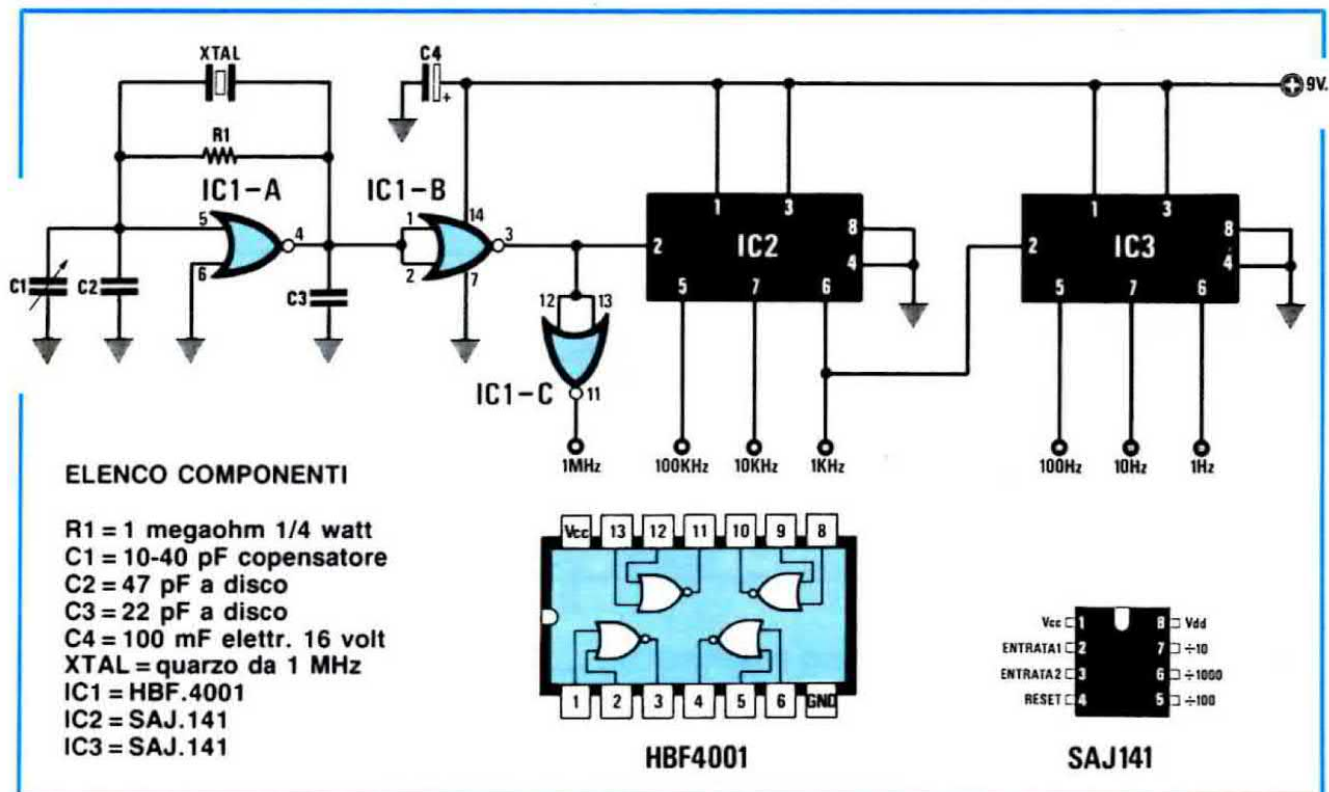 XTAL
C4
+
9V.
R1
IC1-A
IC1-B
5
4
6
1
14
2
3
7
C1
C2
C3
12
13
IC1-C
11
1MHz
1
3
2
IC2
8
4
5
7
6
100KHz
10KHz
1KHz
1
3
2
IC3
8
4
5
7
6
100Hz
10Hz
1Hz
ELENCO COMPONENTI
R1 = 1 megaohm 1/4 watt
C1 = 10-40 pF copensatore
C2 = 47 pF a disco
C3 = 22 pF a disco
C4 = 100 mF elettr. 16 volt
XTAL = quarzo da 1 MHz
IC1 = HBF.4001
IC2 = SAJ.141
IC3 = SAJ.141
Vcc 13 12 11 10 9 8
1 2 3 4 5 6 GND
HBF4001
Vcc 1 8 Vdd
ENTRATA1 2 7 ÷10
ENTRATA2 3 6 ÷1000
RESET 4 5 ÷100
SAJ141